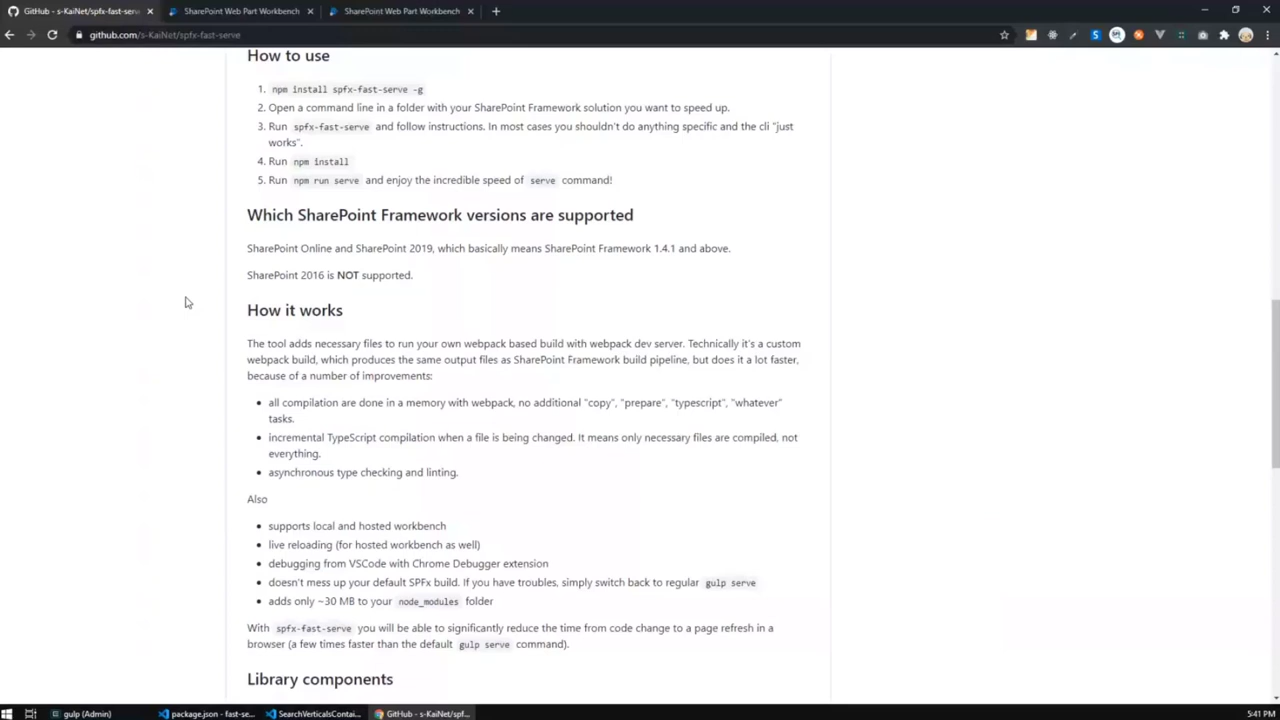 GitHub - s-KaiNet/spfx-fast-serv
SharePoint Web Part Workbench
SharePoint Web Part Workbench
github.com/s-KaiNet/spfx-fast-serve
How to use
1. npm install spfx-fast-serve -g
2. Open a command line in a folder with your SharePoint Framework solution you want to speed up.
3. Run spfx-fast-serve and follow instructions. In most cases you shouldn't do anything specific and the cli "just
works".
4. Run npm install
5. Run npm run serve and enjoy the incredible speed of serve command!
Which SharePoint Framework versions are supported
SharePoint Online and SharePoint 2019, which basically means SharePoint Framework 1.4.1 and above.
SharePoint 2016 is NOT supported.
How it works
The tool adds necessary files to run your own webpack based build with webpack dev server. Technically it's a custom
webpack build, which produces the same output files as SharePoint Framework build pipeline, but does it a lot faster,
because of a number of improvements:
• all compilation are done in a memory with webpack, no additional "copy", "prepare", "typescript", "whatever"
tasks.
• incremental TypeScript compilation when a file is being changed. It means only necessary files are compiled, not
everything.
• asynchronous type checking and linting.
Also
• supports local and hosted workbench
• live reloading (for hosted workbench as well)
• debugging from VSCode with Chrome Debugger extension
• doesn't mess up your default SPFx build. If you have troubles, simply switch back to regular gulp serve
• adds only ~30 MB to your node_modules folder
With spfx-fast-serve you will be able to significantly reduce the time from code change to a page refresh in a
browser (a few times faster than the default gulp serve command).
Library components
gulp (Admin)
package.json - fast-se...
SearchVerticalsContai...
GitHub - s-KaiNet/spf...
5:41 PM